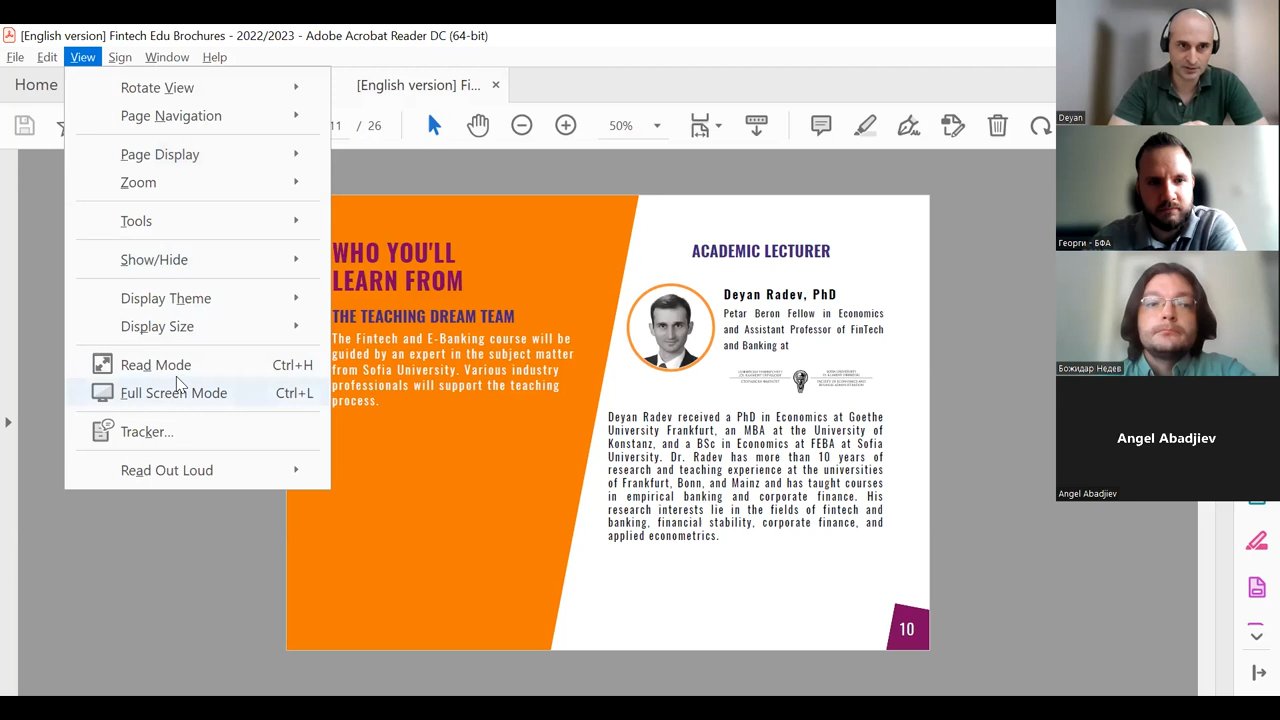 [English version] Fintech Edu Brochures - 2022/2023 - Adobe Acrobat Reader DC (64-bit)
File Edit View Sign Window Help
Home
[English version] Fi...
11 / 26
50%
Rotate View
Page Navigation
Page Display
Zoom
Tools
Show/Hide
Display Theme
Display Size
Read Mode Ctrl+H
Full Screen Mode Ctrl+L
Tracker...
Read Out Loud
WHO YOU'LL
LEARN FROM
THE TEACHING DREAM TEAM
The Fintech and E-Banking course will be
guided by an expert in the subject matter
from Sofia University. Various industry
professionals will support the teaching
process.
ACADEMIC LECTURER
Deyan Radev, PhD
Petar Beron Fellow in Economics
and Assistant Professor of FinTech
and Banking at
Deyan Radev received a PhD in Economics at Goethe
University Frankfurt, an MBA at the University of
Konstanz, and a BSc in Economics at FEBA at Sofia
University. Dr. Radev has more than 10 years of
research and teaching experience at the universities
of Frankfurt, Bonn, and Mainz and has taught courses
in empirical banking and corporate finance. His
research interests lie in the fields of fintech and
banking, financial stability, corporate finance, and
applied econometrics.
10
Deyan
Георги - БФА
Божидар Недев
Angel Abadjiev
Angel Abadjiev